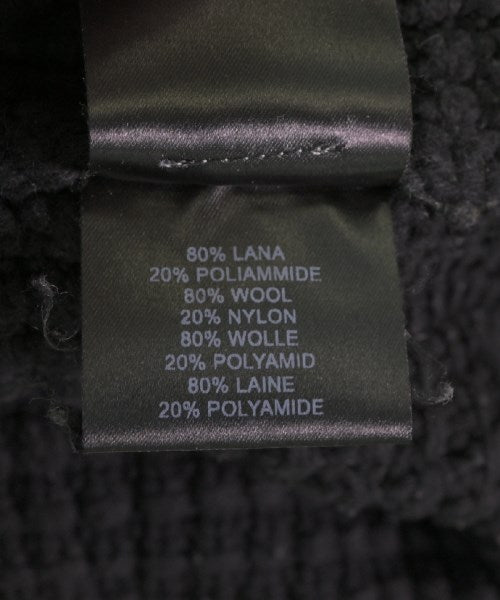 80% LANA
20% POLIAMMIDE
80% WOOL
20% NYLON
80% WOLLE
20% POLYAMID
80% LAINE
20% POLYAMIDE